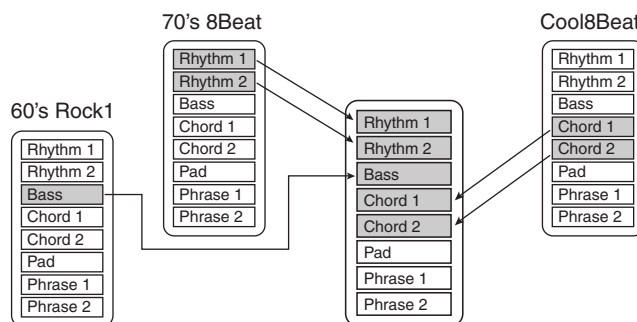 70's 8Beat
Rhythm 1
Rhythm 2
Bass
Chord 1
Chord 2
Pad
Phrase 1
Phrase 2
60's Rock1
Rhythm 1
Rhythm 2
Bass
Chord 1
Chord 2
Pad
Phrase 1
Phrase 2
Rhythm 1
Rhythm 2
Bass
Chord 1
Chord 2
Pad
Phrase 1
Phrase 2
Cool8Beat
Rhythm 1
Rhythm 2
Bass
Chord 1
Chord 2
Pad
Phrase 1
Phrase 2